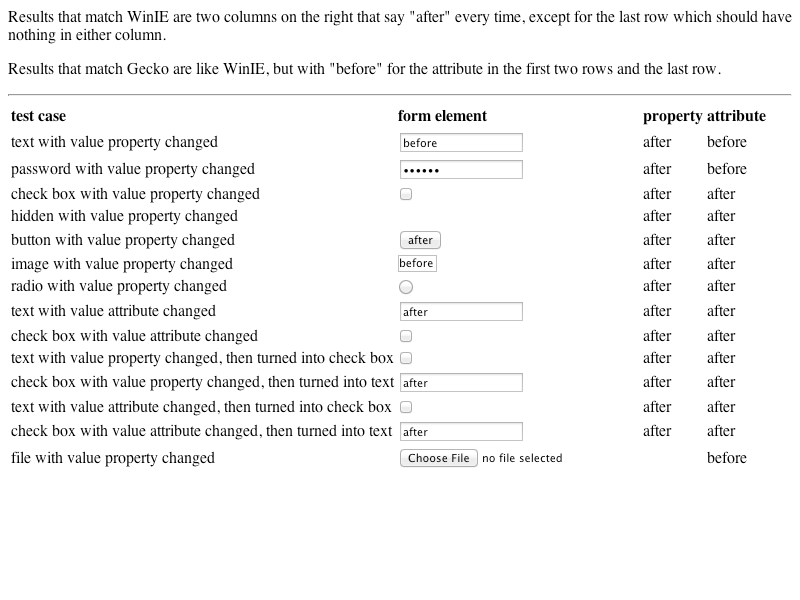 Results that match WinIE are two columns on the right that say "after" every time, except for the last row which should have
nothing in either column.
Results that match Gecko are like WinIE, but with "before" for the attribute in the first two rows and the last row.
test case form element property attribute
text with value property changed before after before
password with value property changed •••••• after before
check box with value property changed after after
hidden with value property changed after after
button with value property changed after after after
image with value property changed before after after
radio with value property changed after after
text with value attribute changed after after after
check box with value attribute changed after after
text with value property changed, then turned into check box after after
check box with value property changed, then turned into text after after after
text with value attribute changed, then turned into check box after after
check box with value attribute changed, then turned into text after after after
file with value property changed Choose File no file selected before